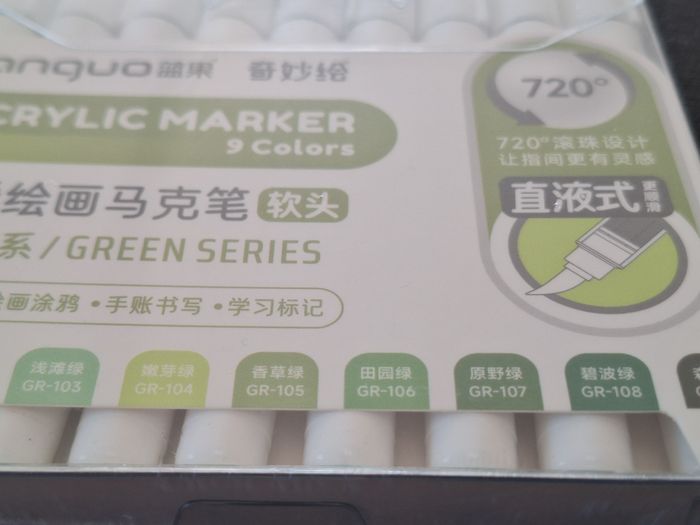 anguo 蓝果 奇妙绘
CRYLIC MARKER
9 Colors
绘画马克笔 软头
系 / GREEN SERIES
绘画涂鸦 • 手账书写 • 学习标记
720°
720°滚珠设计
让指间更有灵感
直液式 更顺滑
浅滩绿
GR-103
嫩芽绿
GR-104
香草绿
GR-105
田园绿
GR-106
原野绿
GR-107
碧波绿
GR-108